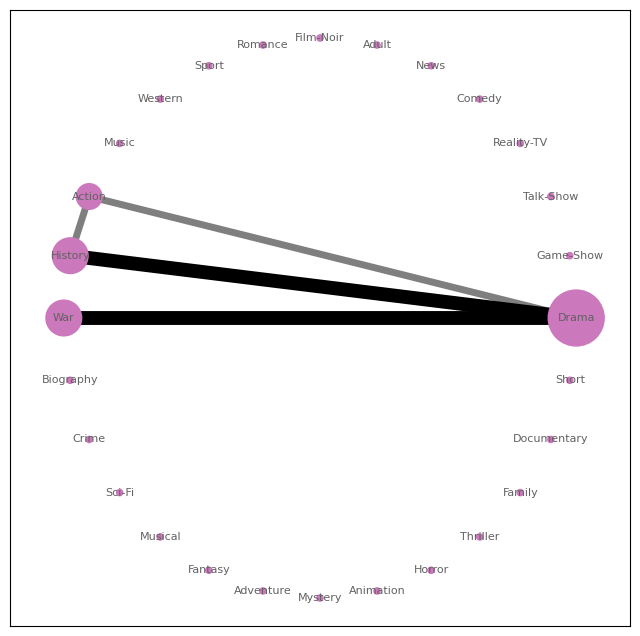 Film-Noir
Romance
Adult
Sport
News
Western
Comedy
Music
Reality-TV
Action
Talk-Show
History
Game-Show
War
Drama
Biography
Short
Crime
Documentary
Sci-Fi
Family
Musical
Thriller
Fantasy
Horror
Adventure
Animation
Mystery